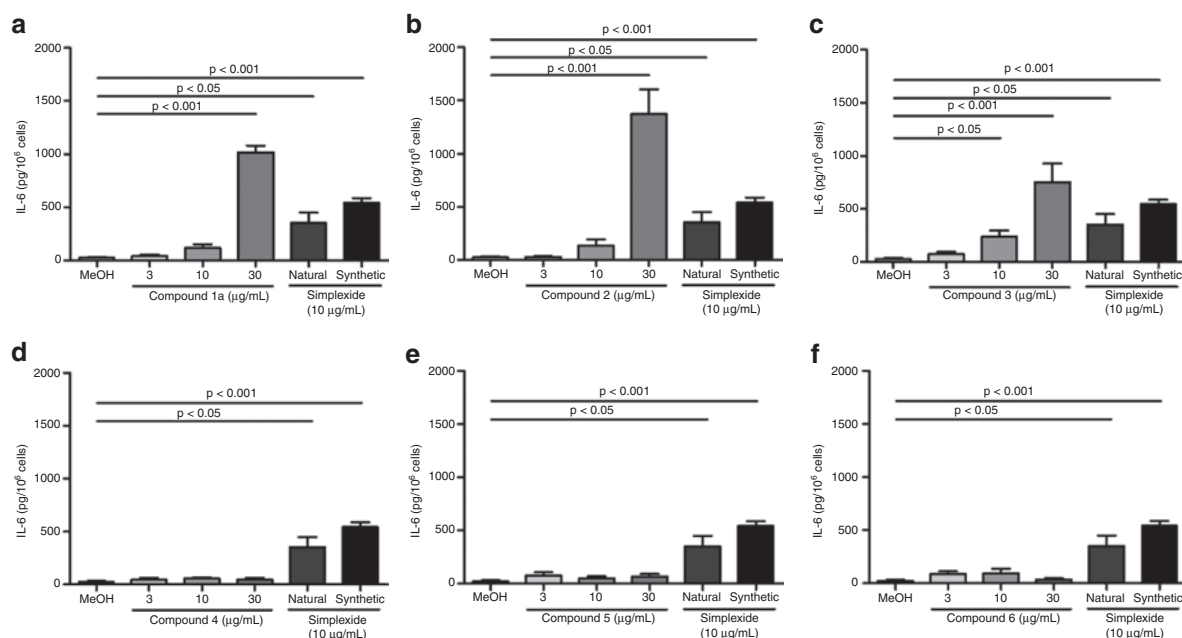 a
2000
1500
1000
500
0
IL-6 (pg/10⁶ cells)
p < 0.001
p < 0.05
p < 0.001
MeOH 3 10 30 Natural Synthetic
Compound 1a (μg/mL) Simplexide
(10 μg/mL)
b
2000
1500
1000
500
0
IL-6 (pg/10⁶ cells)
p < 0.001
p < 0.05
p < 0.001
MeOH 3 10 30 Natural Synthetic
Compound 2 (μg/mL) Simplexide
(10 μg/mL)
c
2000
1500
1000
500
0
IL-6 (pg/10⁶ cells)
p < 0.001
p < 0.05
p < 0.001
p < 0.05
MeOH 3 10 30 Natural Synthetic
Compound 3 (μg/mL) Simplexide
(10 μg/mL)
d
2000
1500
1000
500
0
IL-6 (pg/10⁶ cells)
p < 0.001
p < 0.05
MeOH 3 10 30 Natural Synthetic
Compound 4 (μg/mL) Simplexide
(10 μg/mL)
e
2000
1500
1000
500
0
IL-6 (pg/10⁶ cells)
p < 0.001
p < 0.05
MeOH 3 10 30 Natural Synthetic
Compound 5 (μg/mL) Simplexide
(10 μg/mL)
f
2000
1500
1000
500
0
IL-6 (pg/10⁶ cells)
p < 0.001
p < 0.05
MeOH 3 10 30 Natural Synthetic
Compound 6 (μg/mL) Simplexide
(10 μg/mL)